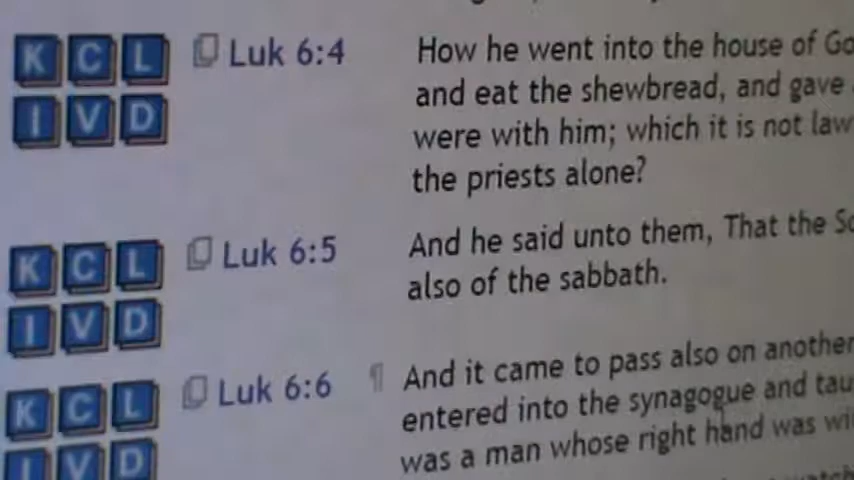 K C L Luk 6:4 How he went into the house of
I V D and eat the shewbread, and gave
were with him; which it is not
the priests alone?
K C L Luk 6:5 And he said unto them, That the
I V D also of the sabbath.
K C L Luk 6:6 ¶ And it came to pass also on another
I V D entered into the synagogue and
was a man whose right hand was